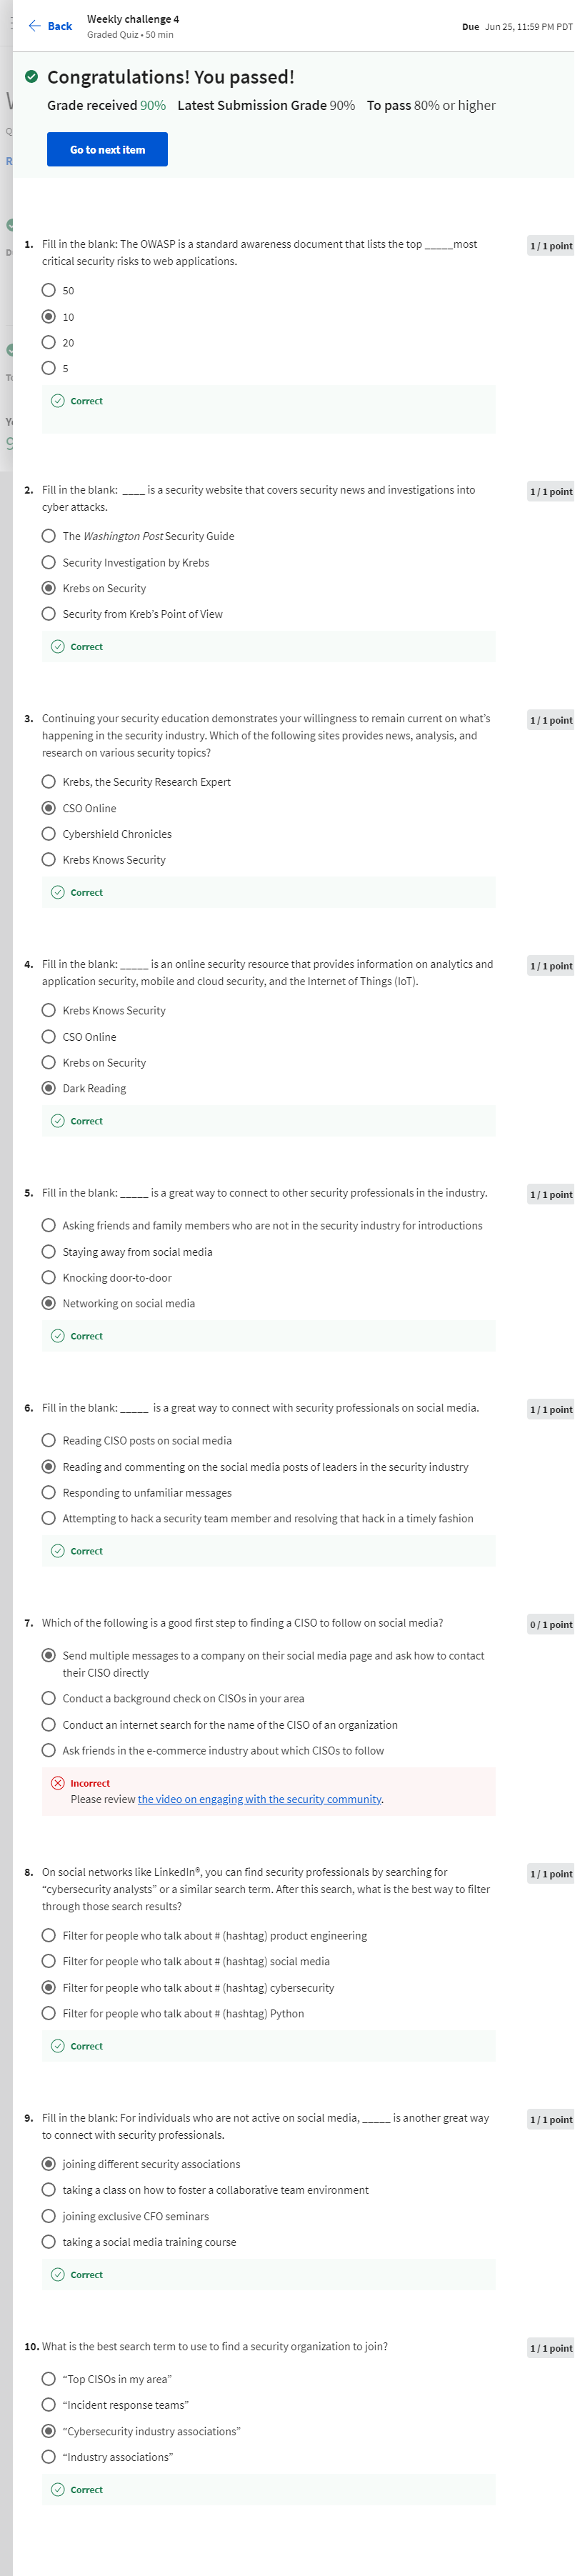 Back
Weekly challenge 4
Graded Quiz • 50 min
Due Jun 25, 11:59 PM PDT
Congratulations! You passed!
Grade received 90% Latest Submission Grade 90% To pass 80% or higher
Go to next item
1. Fill in the blank: The OWASP is a standard awareness document that lists the top _____most
critical security risks to web applications.
1 / 1 point
50
10
20
5
Correct
2. Fill in the blank: ____ is a security website that covers security news and investigations into
cyber attacks.
1 / 1 point
The Washington Post Security Guide
Security Investigation by Krebs
Krebs on Security
Security from Kreb's Point of View
Correct
3. Continuing your security education demonstrates your willingness to remain current on what's
happening in the security industry. Which of the following sites provides news, analysis, and
research on various security topics?
1 / 1 point
Krebs, the Security Research Expert
CSO Online
Cybershield Chronicles
Krebs Knows Security
Correct
4. Fill in the blank: _____ is an online security resource that provides information on analytics and
application security, mobile and cloud security, and the Internet of Things (IoT).
1 / 1 point
Krebs Knows Security
CSO Online
Krebs on Security
Dark Reading
Correct
5. Fill in the blank: _____ is a great way to connect to other security professionals in the industry.
1 / 1 point
Asking friends and family members who are not in the security industry for introductions
Staying away from social media
Knocking door-to-door
Networking on social media
Correct
6. Fill in the blank: _____ is a great way to connect with security professionals on social media.
1 / 1 point
Reading CISO posts on social media
Reading and commenting on the social media posts of leaders in the security industry
Responding to unfamiliar messages
Attempting to hack a security team member and resolving that hack in a timely fashion
Correct
7. Which of the following is a good first step to finding a CISO to follow on social media?
0 / 1 point
Send multiple messages to a company on their social media page and ask how to contact
their CISO directly
Conduct a background check on CISOs in your area
Conduct an internet search for the name of the CISO of an organization
Ask friends in the e-commerce industry about which CISOs to follow
Incorrect
Please review the video on engaging with the security community.
8. On social networks like LinkedIn®, you can find security professionals by searching for
“cybersecurity analysts” or a similar search term. After this search, what is the best way to filter
through those search results?
1 / 1 point
Filter for people who talk about # (hashtag) product engineering
Filter for people who talk about # (hashtag) social media
Filter for people who talk about # (hashtag) cybersecurity
Filter for people who talk about # (hashtag) Python
Correct
9. Fill in the blank: For individuals who are not active on social media, _____ is another great way
to connect with security professionals.
1 / 1 point
joining different security associations
taking a class on how to foster a collaborative team environment
joining exclusive CFO seminars
taking a social media training course
Correct
10. What is the best search term to use to find a security organization to join?
1 / 1 point
“Top CISOs in my area”
“Incident response teams”
“Cybersecurity industry associations”
“Industry associations”
Correct